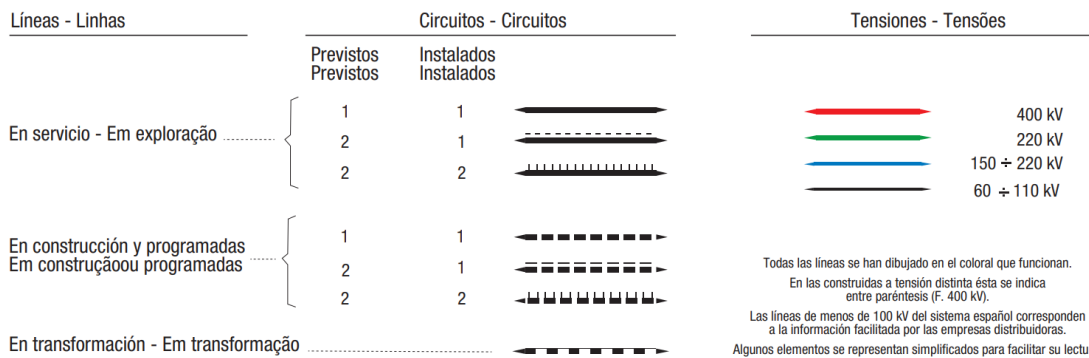 Líneas - Linhas
Circuitos - Circuitos
Tensiones - Tensões
Previstos Instalados
Previstos Instalados
En servicio - Em exploração
1 1
2 1
2 2
400 kV
220 kV
150 ÷ 220 kV
60 ÷ 110 kV
En construcción y programadas
Em construçãoou programadas
1 1
2 1
2 2
En transformación - Em transformação
Todas las líneas se han dibujado en el coloral que funcionan.
En las construidas a tensión distinta ésta se indica
entre paréntesis (F. 400 kV).
Las líneas de menos de 100 kV del sistema español corresponden
a la información facilitada por las empresas distribuidoras.
Algunos elementos se representan simplificados para facilitar su lectu